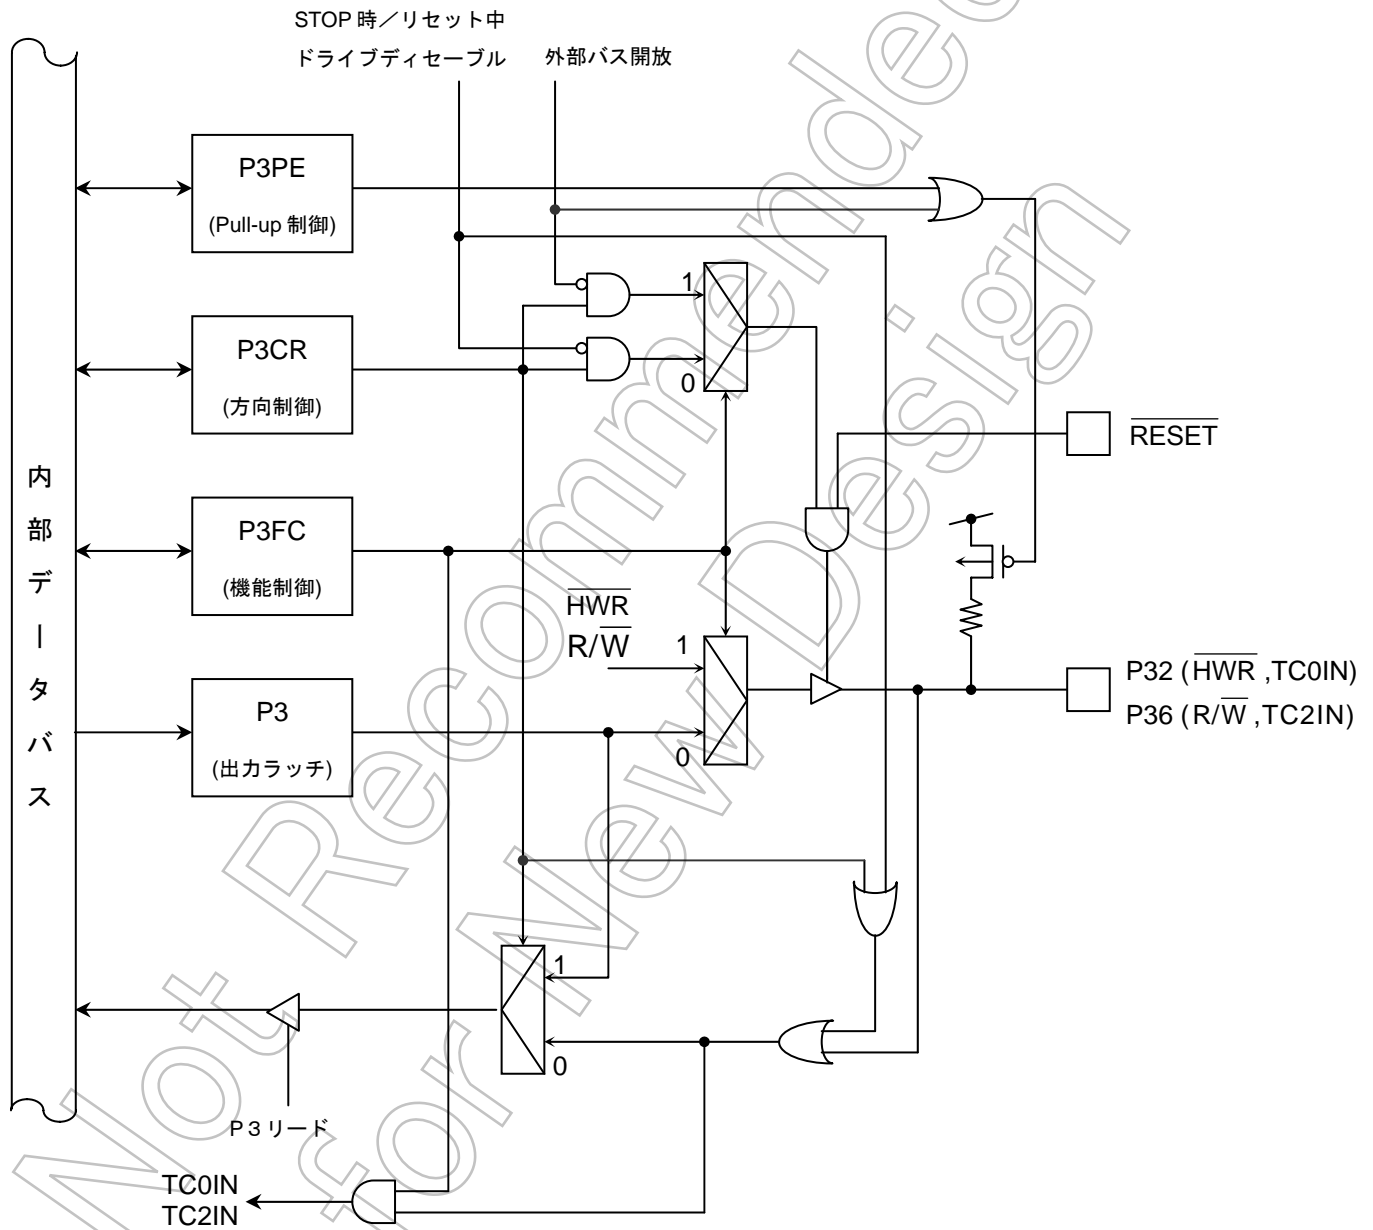 STOP 時／リセット中
ドライブディセーブル
外部バス開放
P3PE
(Pull-up 制御)
1
P3CR
(方向制御)
0
RESET
内部データバス
P3FC
(機能制御)
HWR
R/W
1
P3
(出力ラッチ)
0
P32 (HWR ,TC0IN)
P36 (R/W ,TC2IN)
1
0
P3リード
TC0IN
TC2IN
Not Recommended
for New Design